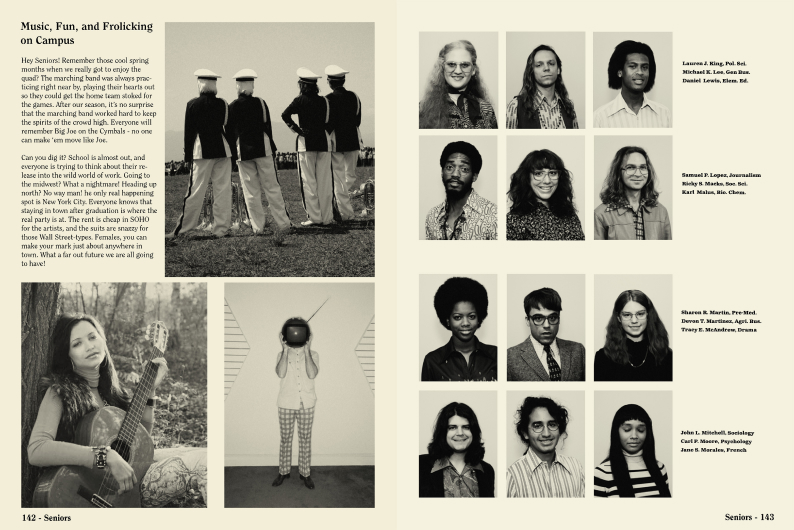 Music, Fun, and Frolicking
on Campus
Hey Seniors! Remember those cool spring
months when we really got to enjoy the
quad? The marching band was always prac-
ticing right near by, playing their hearts out
so they could get the home team stoked for
the games. After our season, it's no surprise
that the marching band worked hard to keep
the spirits of the crowd high. Everyone will
remember Big Joe on the Cymbals - no one
can make 'em move like Joe.
Can you dig it? School is almost out, and
everyone is trying to think about their re-
lease into the wild world of work. Going to
the midwest? What a nightmare! Heading up
north? No way man! he only real happening
spot is New York City. Everyone knows that
staying in town after graduation is where the
real party is at. The rent is cheap in SOHO
for the artists, and the suits are snazzy for
those Wall Street-types. Females, you can
make your mark just about anywhere in
town. What a far out future we are all going
to have!
142 - Seniors
Lauren J. King, Pol. Sci.
Michael K. Lee, Gen Bus.
Daniel Lewis, Elem. Ed.
Samuel P. Lopez, Journalism
Ricky S. Macks, Soc. Sci.
Karl Malus, Bio. Chem.
Sharon R. Martin, Pre-Med.
Devon T. Martinez, Agri. Bus.
Tracy E. McAndrew, Drama
John L. Mitchell, Sociology
Carl P. Moore, Psychology
Jane S. Morales, French
Seniors - 143